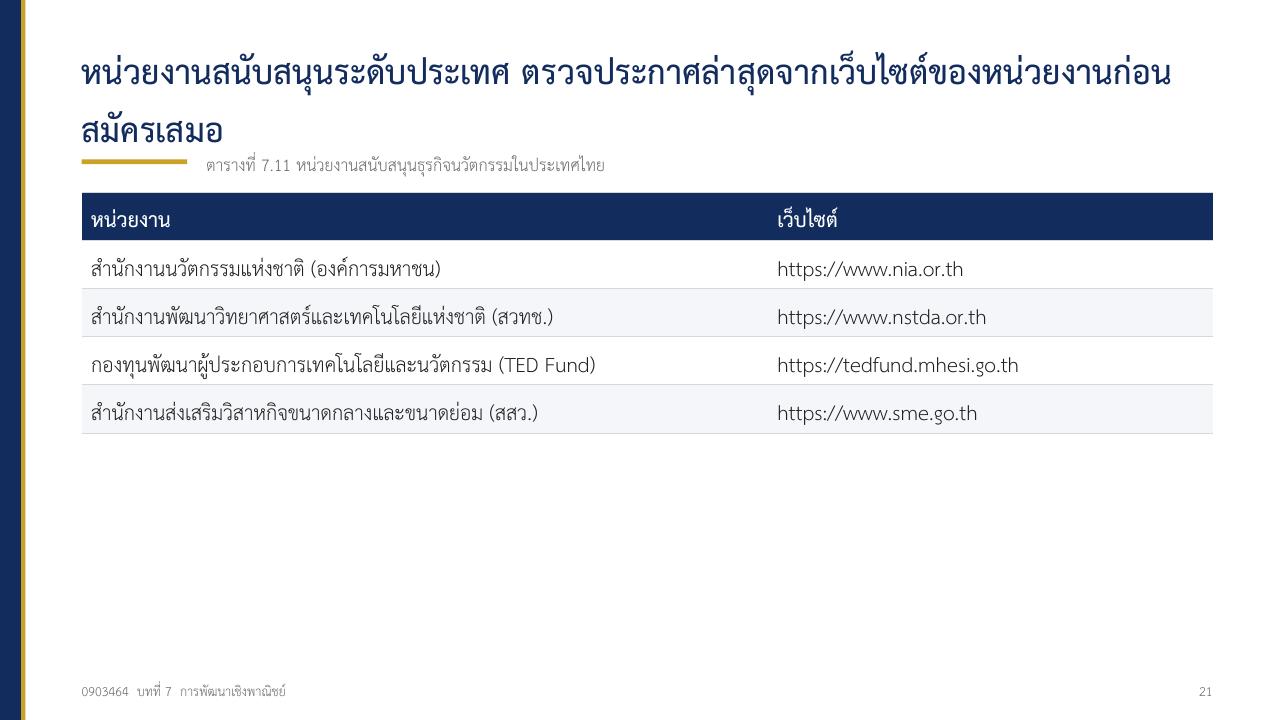 หน่วยงานสนับสนุนระดับประเทศ ตรวจประกาศล่าสุดจากเว็บไซต์ของหน่วยงานก่อน
สมัครเสมอ
ตารางที่ 7.11 หน่วยงานสนับสนุนธุรกิจนวัตกรรมในประเทศไทย
หน่วยงาน เว็บไซต์
สำนักงานนวัตกรรมแห่งชาติ (องค์การมหาชน) https://www.nia.or.th
สำนักงานพัฒนาวิทยาศาสตร์และเทคโนโลยีแห่งชาติ (สวทช.) https://www.nstda.or.th
กองทุนพัฒนาผู้ประกอบการเทคโนโลยีและนวัตกรรม (TED Fund) https://tedfund.mhesi.go.th
สำนักงานส่งเสริมวิสาหกิจขนาดกลางและขนาดย่อม (สสว.) https://www.sme.go.th
0903464 บทที่ 7 การพัฒนาเชิงพาณิชย์ 21